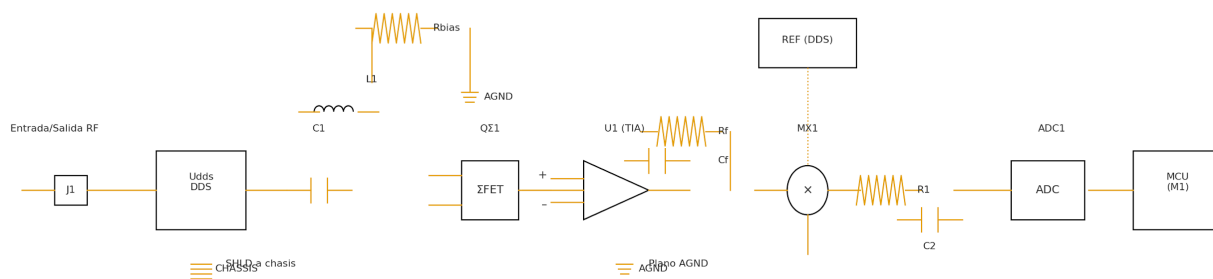 Rbias
REF (DDS)
L1
AGND
Entrada/Salida RF
C1
QΣ1
U1 (TIA)
Rf
MX1
ADC1
Cf
Udds
DDS
J1
ΣFET
+
–
×
R1
ADC
MCU
(M1)
C2
SHLD a chasis
CHASSIS
Plano AGND
AGND